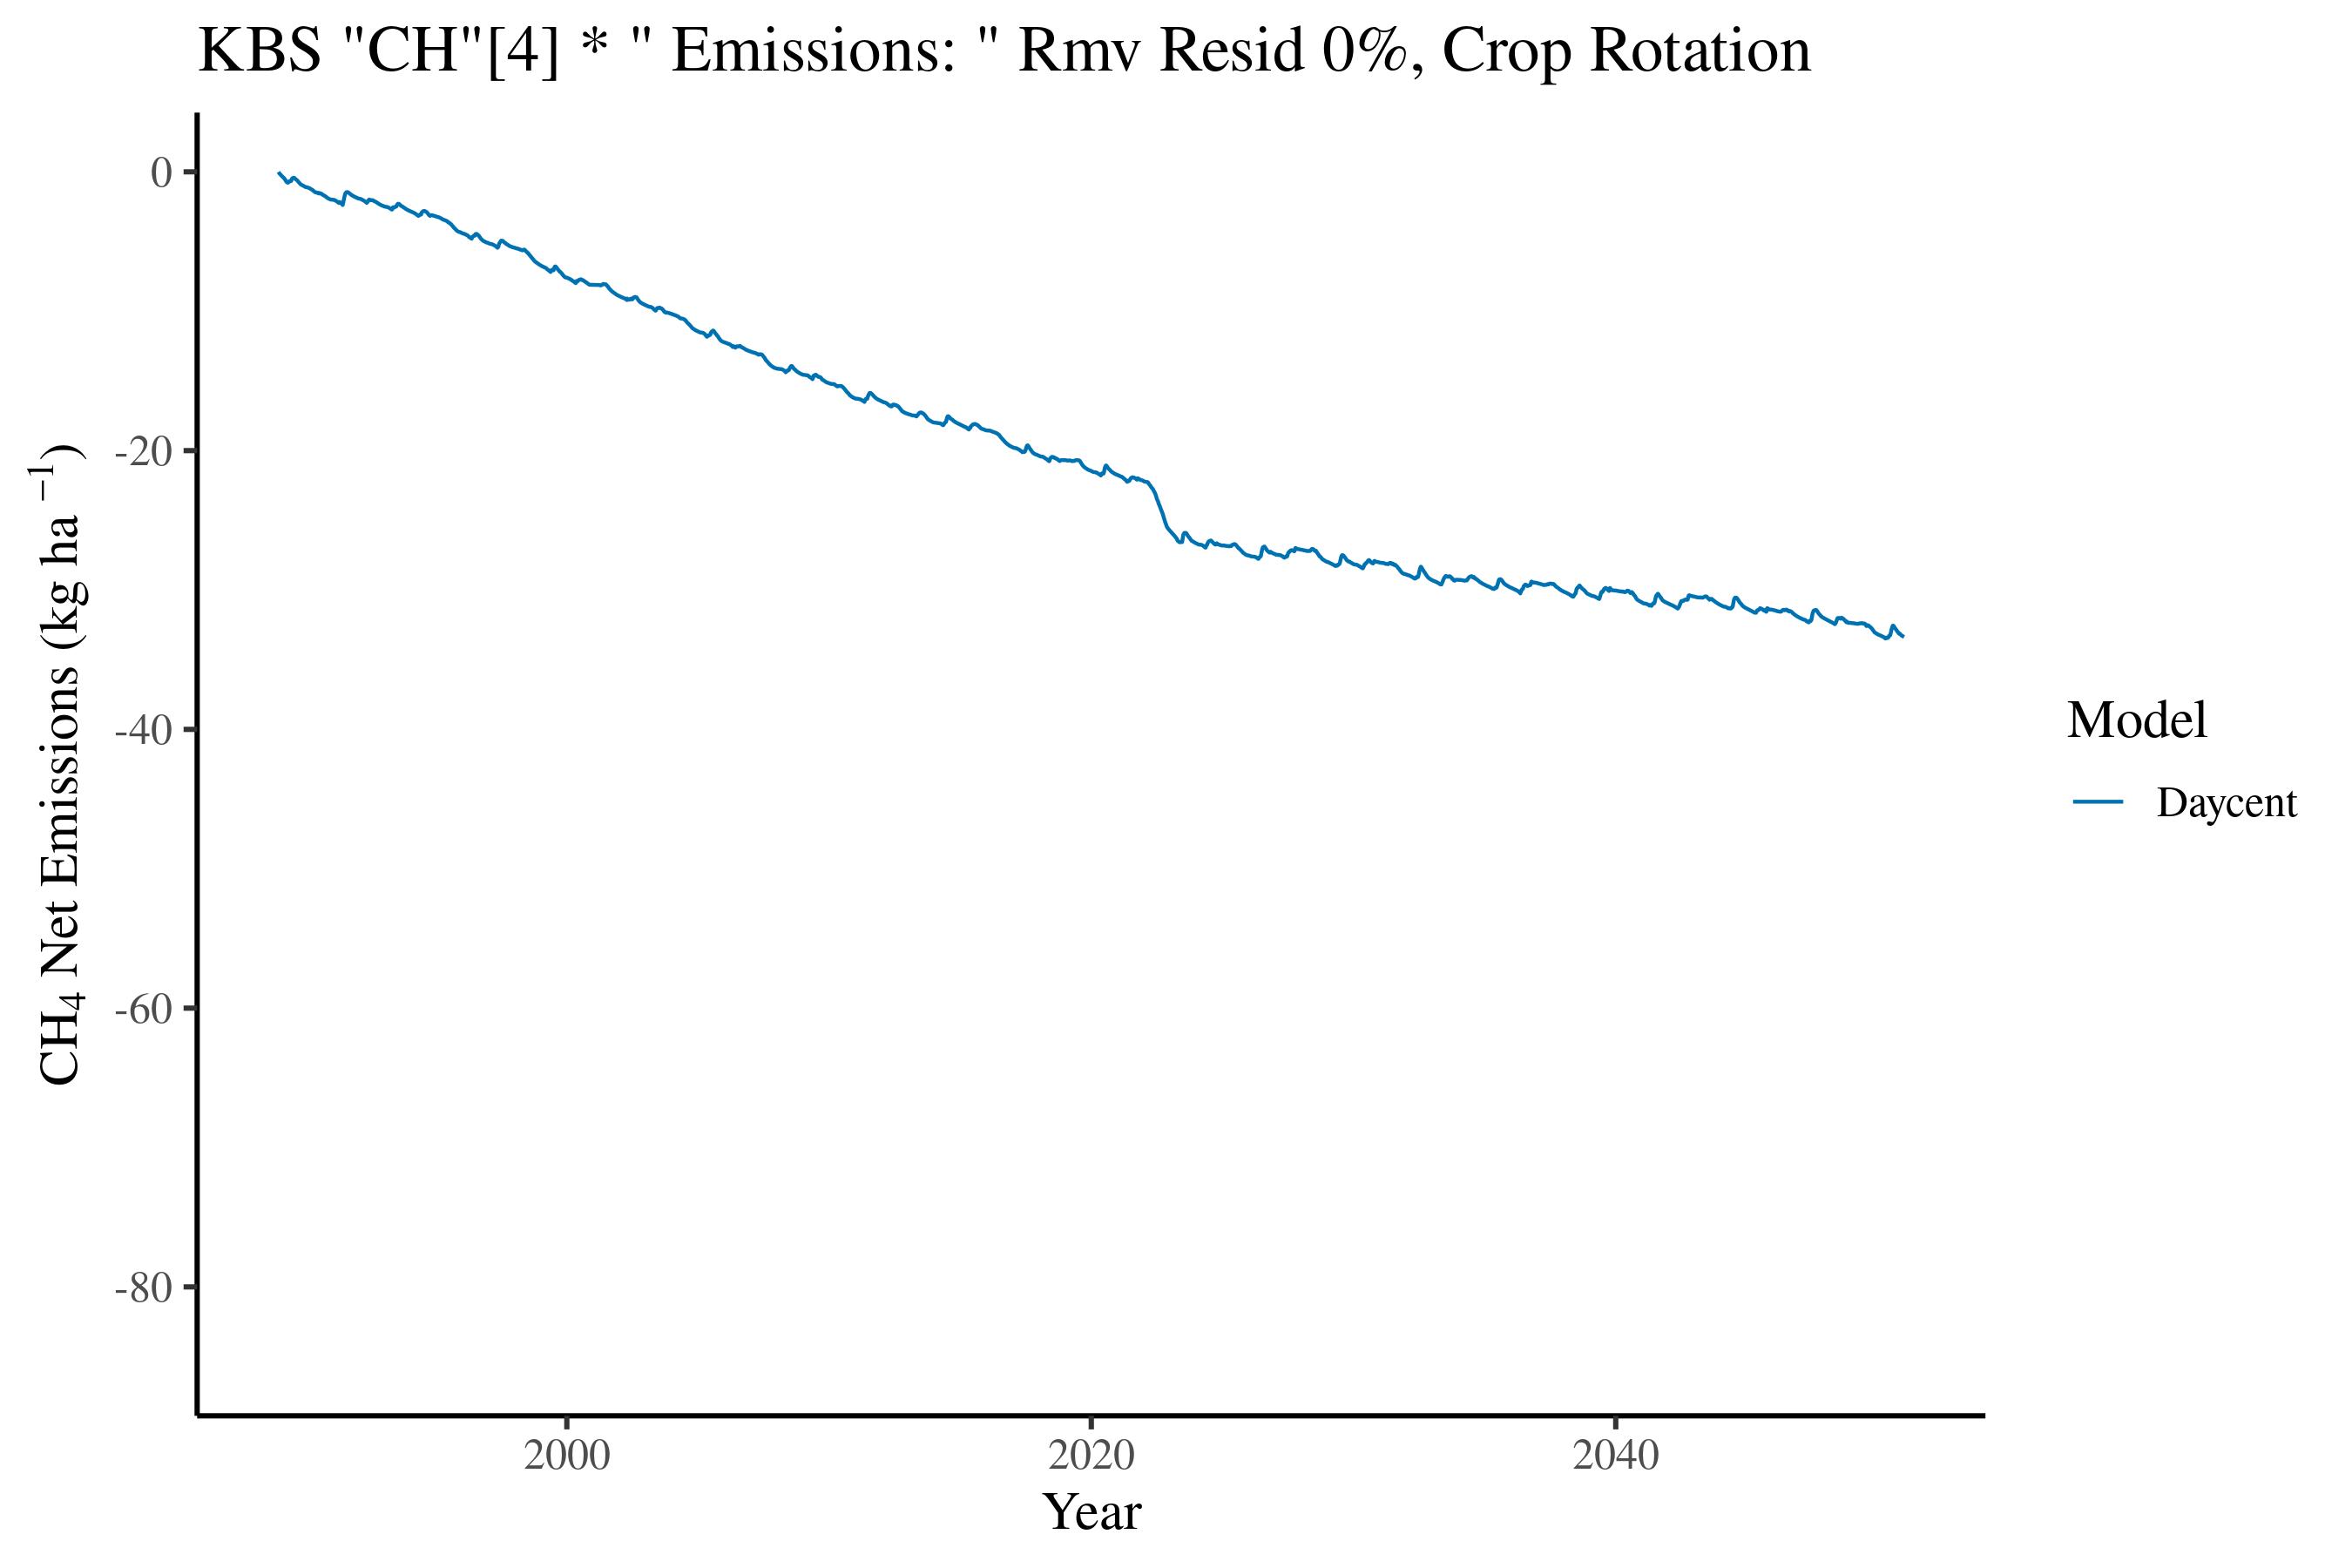 KBS "CH"[4] * " Emissions: " Rmv Resid 0%, Crop Rotation
CH₄ Net Emissions (kg ha ⁻¹)
0
-20
-40
-60
-80
2000
2020
2040
Year
Model
Daycent